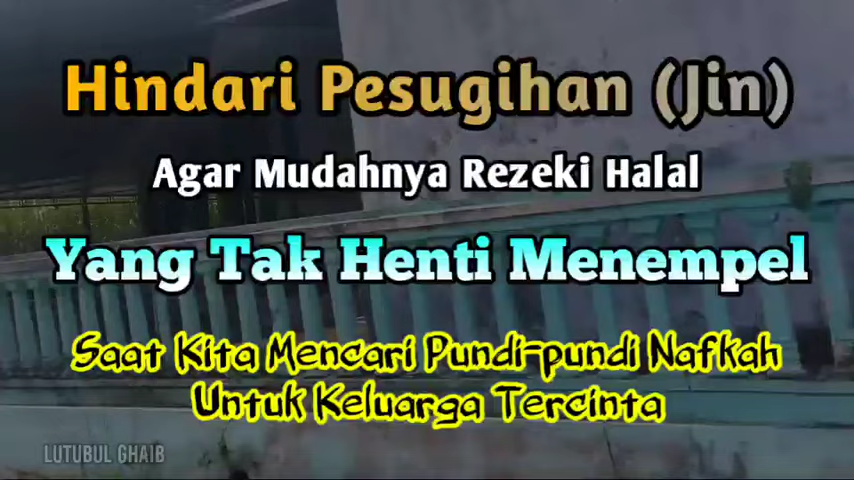 Hindari Pesugihan (Jin)
Agar Mudahnya Rezeki Halal
Yang Tak Henti Menempel
Saat Kita Mencari Pundi-pundi Nafkah
Untuk Keluarga Tercinta
LUTUBUL GHAIB